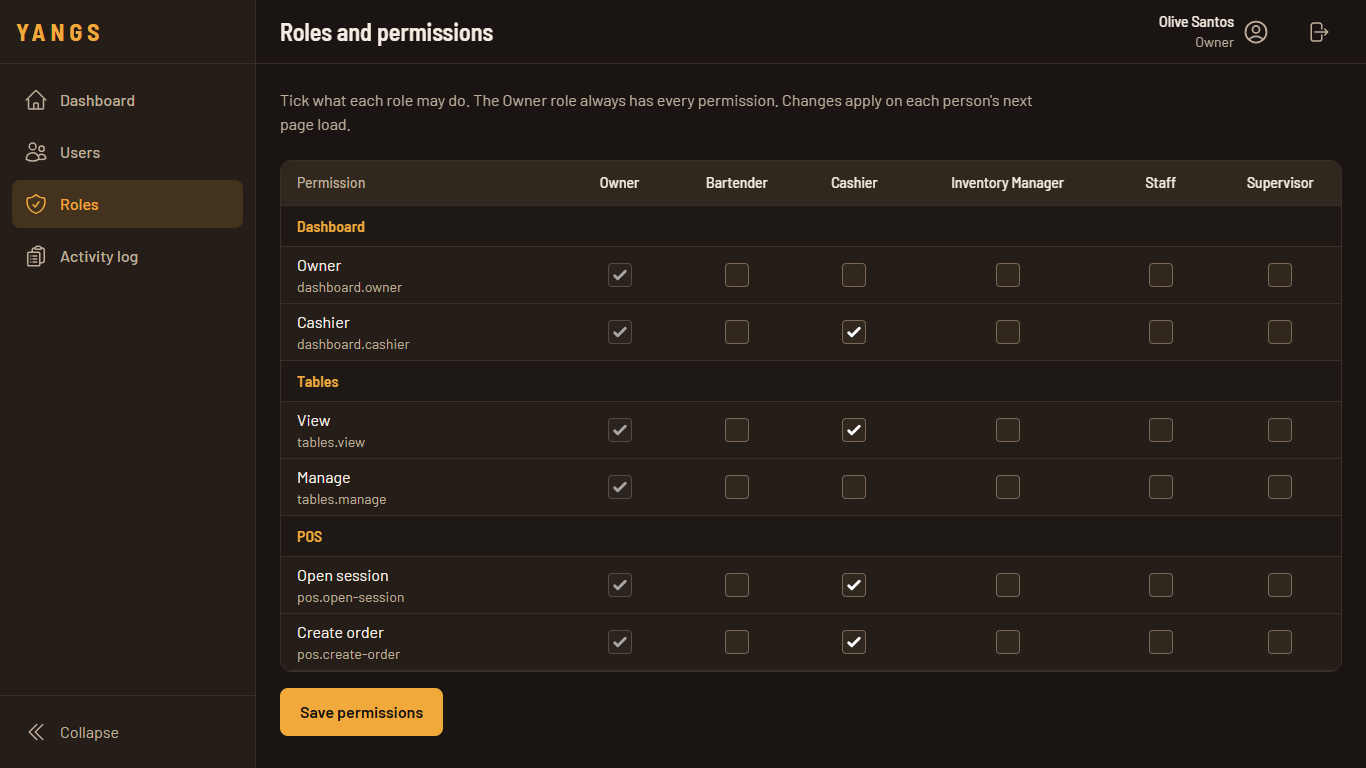 YANGS
Roles and permissions
Olive Santos
Owner
Dashboard
Users
Roles
Activity log
Collapse
Tick what each role may do. The Owner role always has every permission. Changes apply on each person's next
page load.
Permission Owner Bartender Cashier Inventory Manager Staff Supervisor
Dashboard
Owner
dashboard.owner
Cashier
dashboard.cashier
Tables
View
tables.view
Manage
tables.manage
POS
Open session
pos.open-session
Create order
pos.create-order
Save permissions